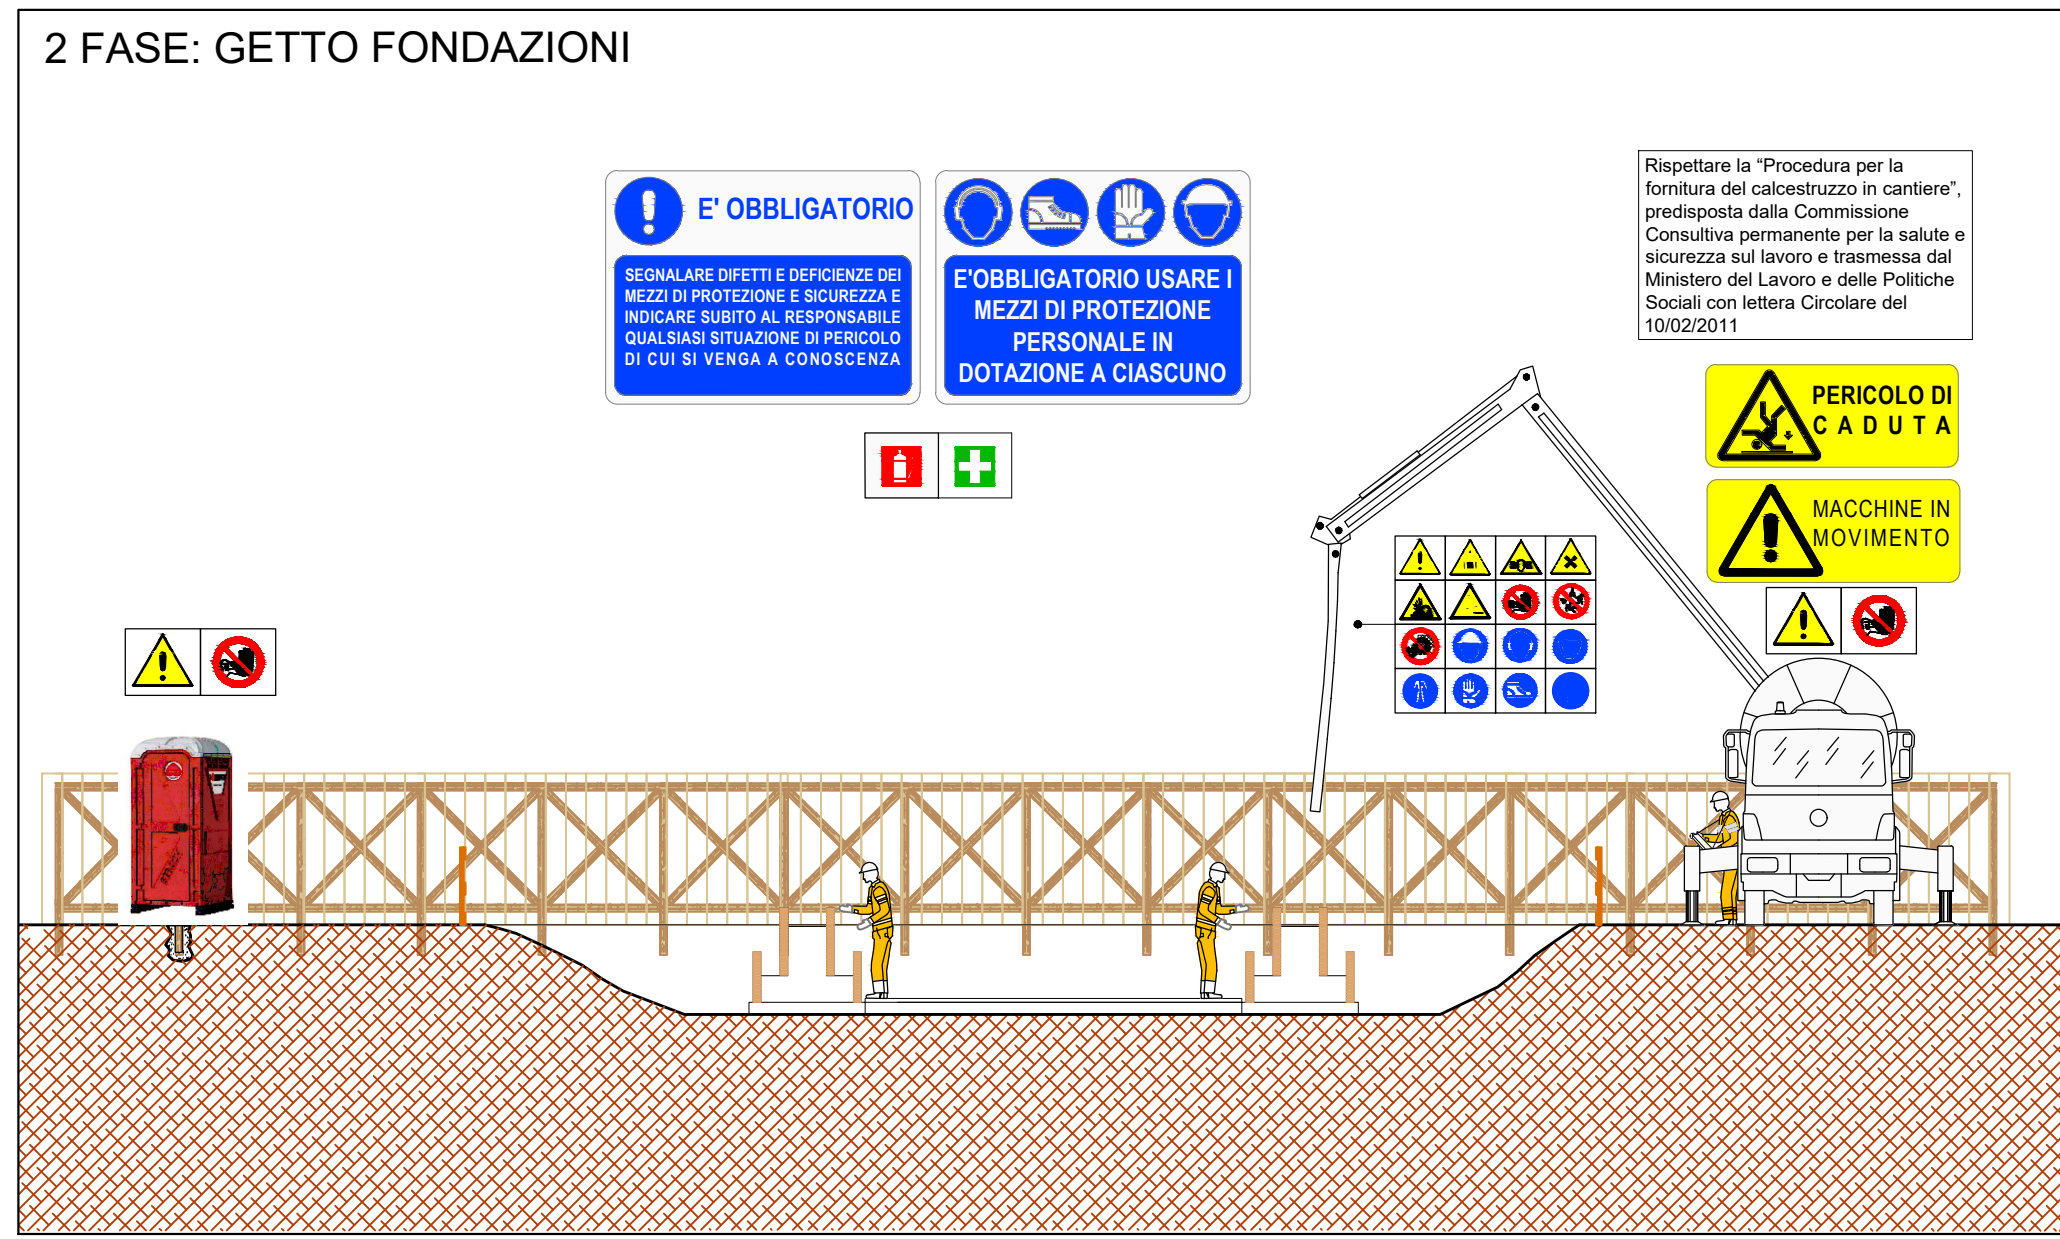 2 FASE: GETTO FONDAZIONI
E' OBBLIGATORIO
SEGNALARE DIFETTI E DEFICIENZE DEI
MEZZI DI PROTEZIONE E SICUREZZA E
INDICARE SUBITO AL RESPONSABILE
QUALSIASI SITUAZIONE DI PERICOLO
DI CUI SI VENGA A CONOSCENZA
E'OBBLIGATORIO USARE I
MEZZI DI PROTEZIONE
PERSONALE IN
DOTAZIONE A CIASCUNO
Rispettare la “Procedura per la
fornitura del calcestruzzo in cantiere”,
predisposta dalla Commissione
Consultiva permanente per la salute e
sicurezza sul lavoro e trasmessa dal
Ministero del Lavoro e delle Politiche
Sociali con lettera Circolare del
10/02/2011
PERICOLO DI
CADUTA
MACCHINE IN
MOVIMENTO